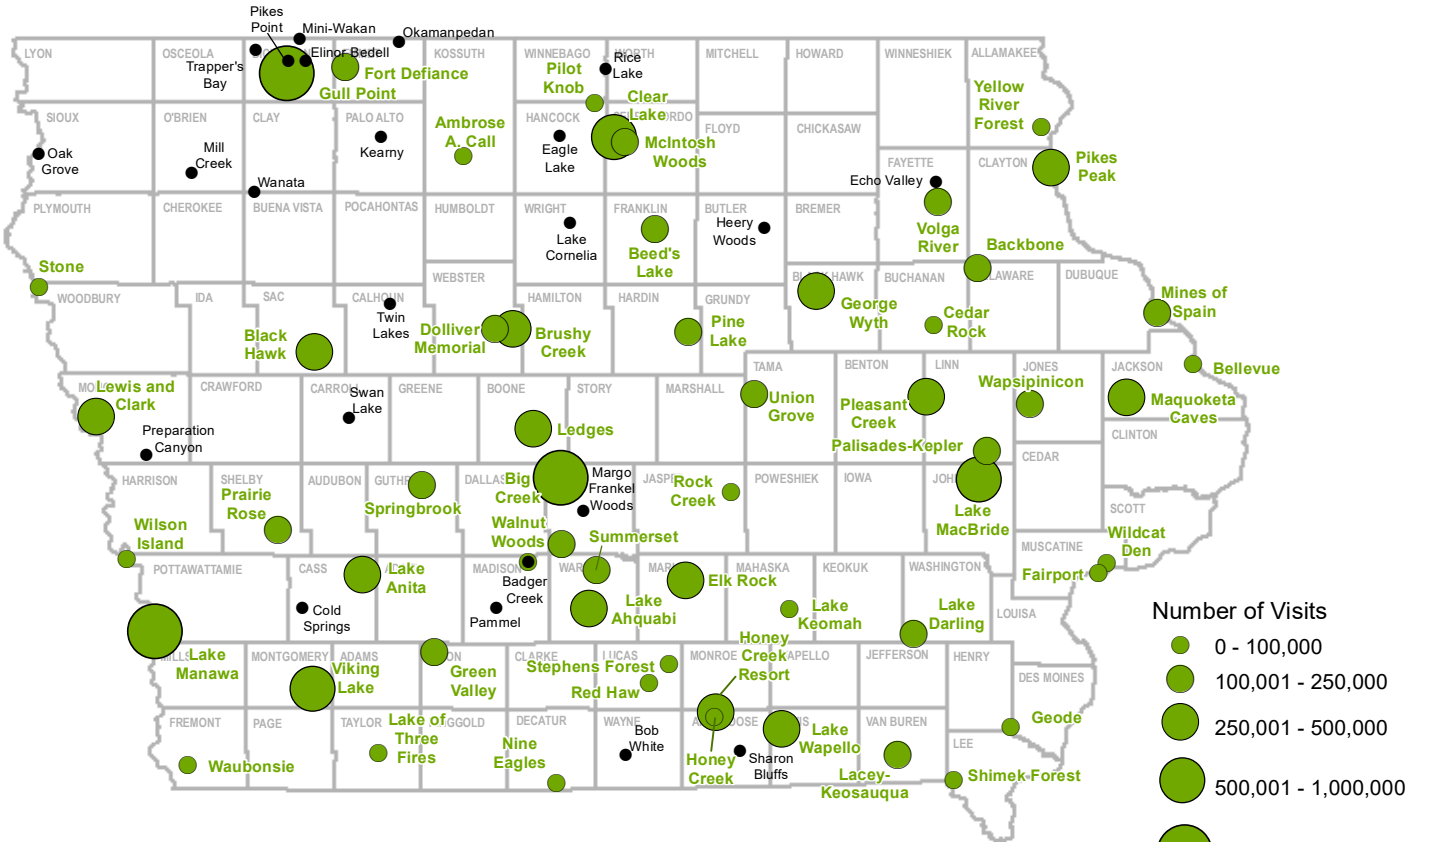 Pikes
Point
Mini-Wakan
Okamanpedan
LYON
OSCEOLA
Elinor Bedell
KOSSUTH
WINNEBAGO
WORTH
MITCHELL
HOWARD
WINNESHIEK
ALLAMAKEE
Trapper's
Bay
Fort Defiance
Gull Point
Pilot
Knob
Rice
Lake
Clear
Lake
Yellow
River
Forest
SIOUX
O'BRIEN
CLAY
PALO ALTO
Ambrose
A. Call
HANCOCK
FLOYD
CHICKASAW
Oak
Grove
Mill
Creek
Kearny
Eagle
Lake
McIntosh
Woods
FAYETTE
CLAYTON
Pikes
Peak
Wanata
Echo Valley
PLYMOUTH
CHEROKEE
BUENA VISTA
POCAHONTAS
HUMBOLDT
WRIGHT
FRANKLIN
BUTLER
BREMER
Lake
Cornelia
Beed's
Lake
Heery
Woods
Volga
River
Backbone
Stone
WOODBURY
IDA
SAC
CALHOUN
WEBSTER
HAMILTON
HARDIN
GRUNDY
BLACK HAWK
BUCHANAN
DELAWARE
DUBUQUE
Black
Hawk
Twin
Lakes
Dolliver
Memorial
Brushy
Creek
Pine
Lake
George
Wyth
Cedar
Rock
Mines of
Spain
Bellevue
Lewis and
Clark
CRAWFORD
CARROLL
Swan
Lake
GREENE
BOONE
STORY
MARSHALL
TAMA
BENTON
LINN
JONES
JACKSON
Preparation
Canyon
Ledges
Union
Grove
Pleasant
Creek
Wapsipinicon
Maquoketa
Caves
Palisades-Kepler
CLINTON
CEDAR
HARRISON
SHELBY
AUDUBON
GUTHR
DALLAS
JASPE
POWESHIEK
IOWA
JOH
SCOTT
Prairie
Rose
Springbrook
Big
Creek
Margo
Frankel
Woods
Rock
Creek
Lake
MacBride
Wilson
Island
Walnut
Woods
Summerset
Wildcat
Den
Fairport
MUSCATINE
POTTAWATTAMIE
CASS
Lake
Anita
MADISON
WAR
MARI
MAHASKA
KEOKUK
WASHINGTON
LOUISA
Cold
Springs
Badger
Creek
Pammel
Lake
Ahquabi
Elk Rock
Lake
Keomah
Lake
Darling
Lake
Manawa
MILLS
MONTGOMERY
ADAMS
ON
CLARKE
LUCAS
MONROE
APELLO
JEFFERSON
HENRY
DES MOINES
Viking
Lake
Green
Valley
Stephens Forest
Red Haw
Honey
Creek
Resort
FREMONT
PAGE
TAYLOR
GGOLD
DECATUR
WAYNE
VAN BUREN
LEE
Waubonsie
Lake of
Three
Fires
Nine
Eagles
Bob
White
Honey
Creek
Sharon
Bluffs
Lake
Wapello
Lacey-
Keosauqua
Geode
Shimek Forest
Number of Visits
0 - 100,000
100,001 - 250,000
250,001 - 500,000
500,001 - 1,000,000